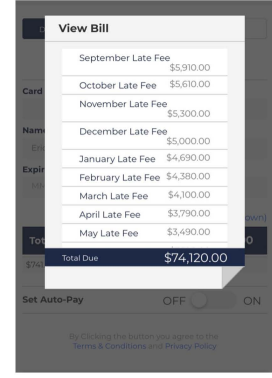 View Bill
September Late Fee
$5,910.00
October Late Fee $5,610.00
November Late Fee
$5,300.00
December Late Fee
$5,000.00
January Late Fee $4,690.00
February Late Fee $4,380.00
March Late Fee $4,100.00
April Late Fee $3,790.00
May Late Fee $3,490.00
Total Due $74,120.00
Card
Name
Expir
own)
Tot
0
$741
Set Auto-Pay OFF ON
By Clicking the button you agree to the
Terms & Conditions and Privacy Policy